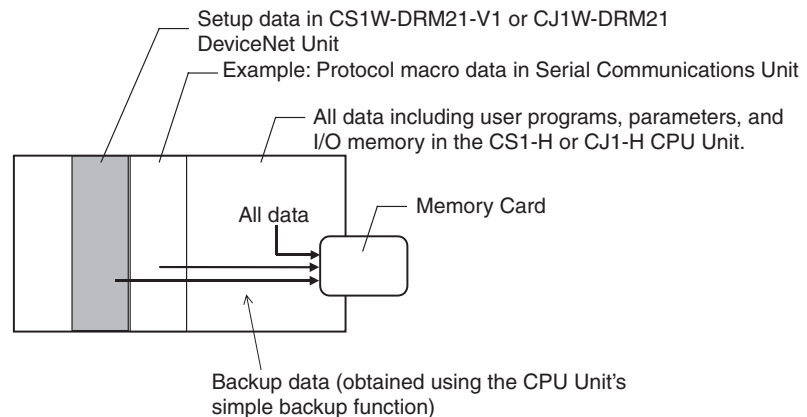 Setup data in CS1W-DRM21-V1 or CJ1W-DRM21
DeviceNet Unit
Example: Protocol macro data in Serial Communications Unit
All data including user programs, parameters, and
I/O memory in the CS1-H or CJ1-H CPU Unit.
All data
Memory Card
Backup data (obtained using the CPU Unit's
simple backup function)